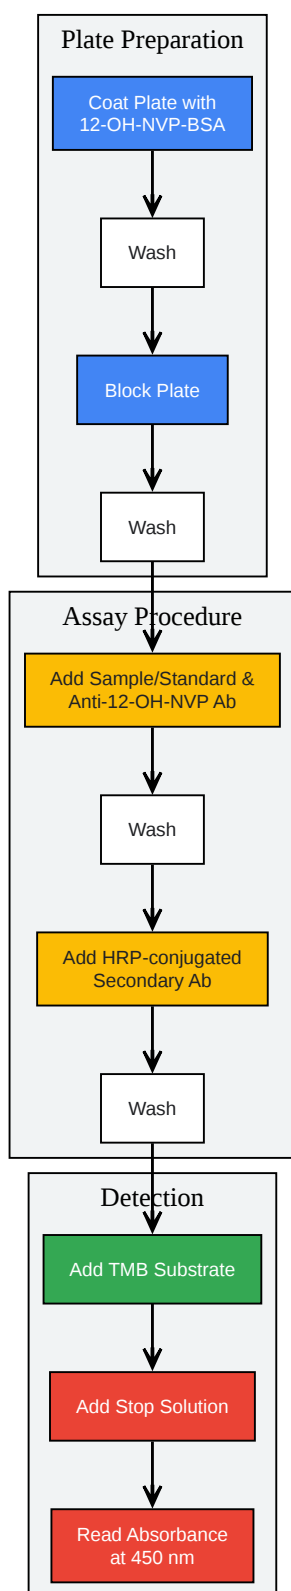 Plate Preparation
Coat Plate with
12-OH-NVP-BSA
Wash
Block Plate
Wash
Assay Procedure
Add Sample/Standard &
Anti-12-OH-NVP Ab
Wash
Add HRP-conjugated
Secondary Ab
Wash
Detection
Add TMB Substrate
Add Stop Solution
Read Absorbance
at 450 nm